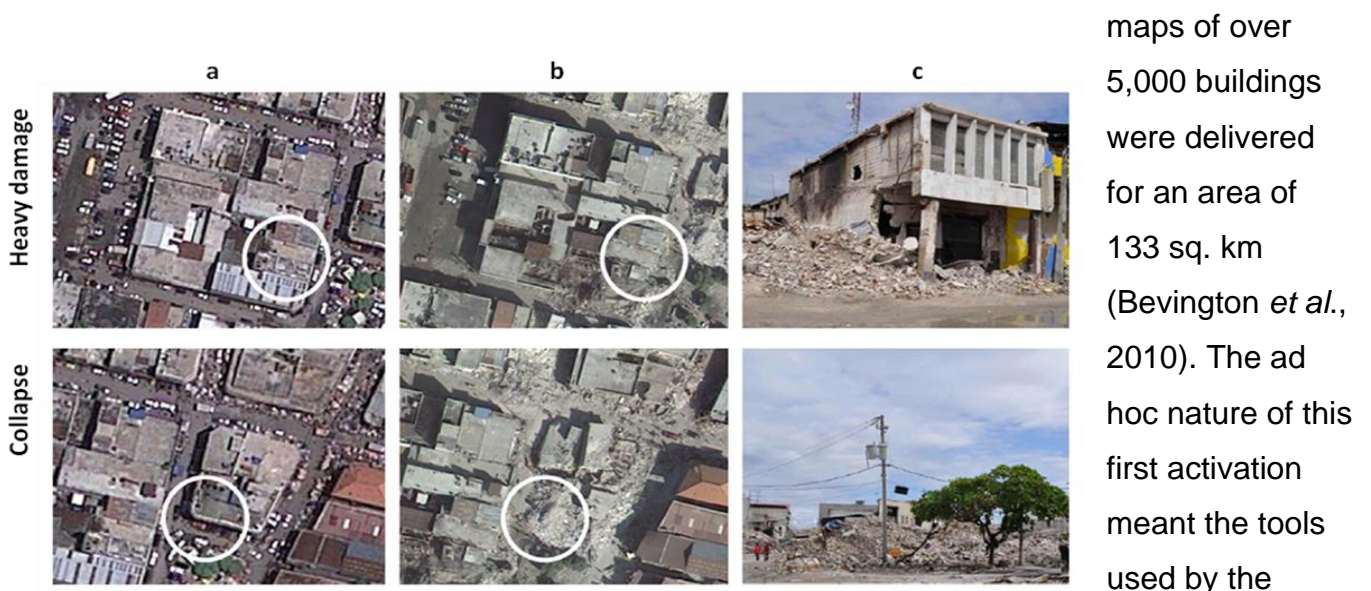 a b c
Heavy damage
Collapse
maps of over
5,000 buildings
were delivered
for an area of
133 sq. km
(Bevington et al.,
2010). The ad
hoc nature of this
first activation
meant the tools
used by the